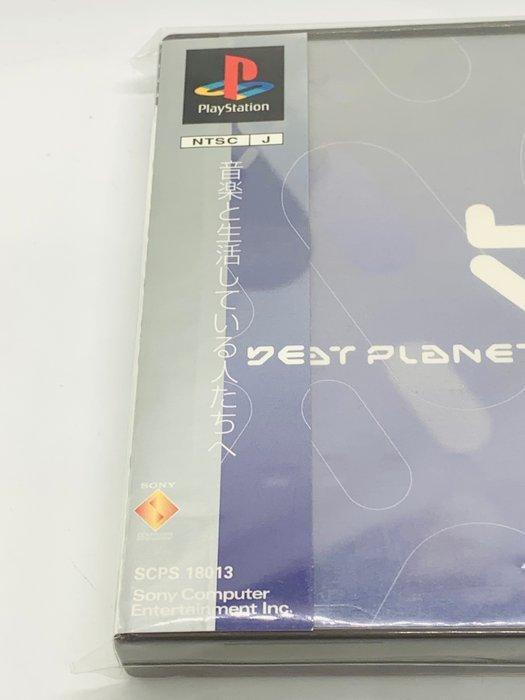 PlayStation
NTSC J
音楽と生活している人たちへ
BEAT PLANET
SONY
SCPS 18013
Sony Computer
Entertainment Inc.